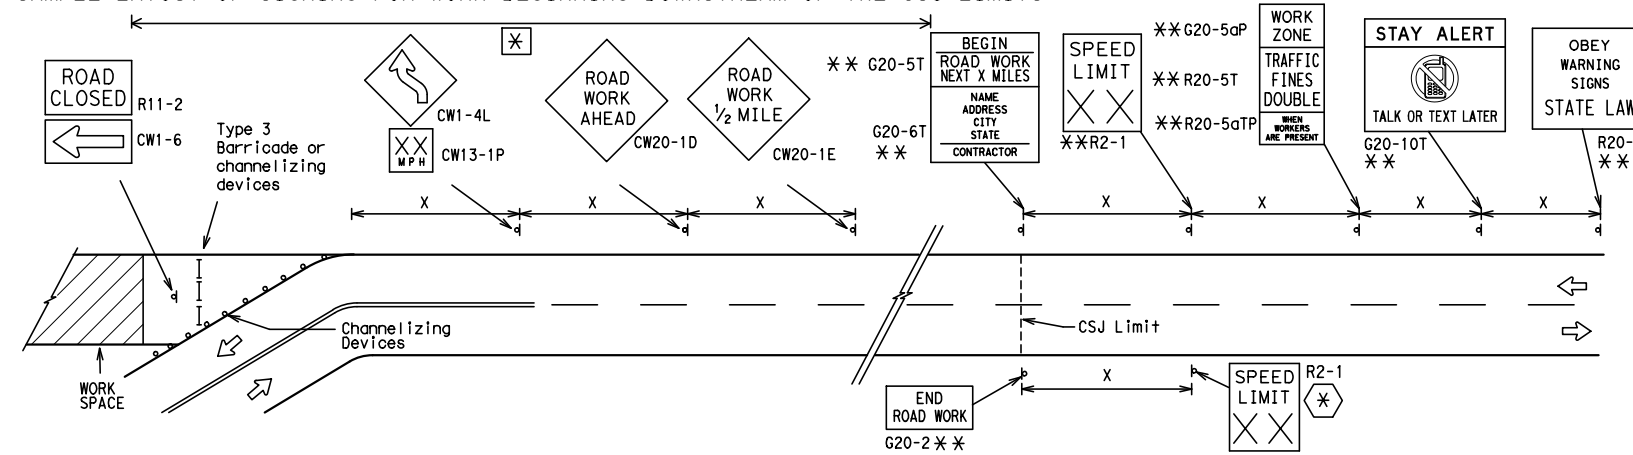 ROAD
CLOSED
R11-2
CW1-6
Type 3
Barricade or
channelizing
devices
CW1-4L
XX
MPH
CW13-1P
*
ROAD
WORK
AHEAD
CW20-1D
ROAD
WORK
1/2 MILE
CW20-1E
** G20-5T
BEGIN
ROAD WORK
NEXT X MILES
G20-6T
**
NAME
ADDRESS
CITY
STATE
CONTRACTOR
SPEED
LIMIT
XX
**R2-1
**G20-5aP
WORK
ZONE
**R20-5T
TRAFFIC
FINES
DOUBLE
**R20-5aTP
WHEN
WORKERS
ARE PRESENT
STAY ALERT
TALK OR TEXT LATER
G20-10T
**
OBEY
WARNING
SIGNS
STATE LAW
R20-
**
X
X
X
X
X
X
Channelizing
Devices
WORK
SPACE
CSJ Limit
X
END
ROAD WORK
G20-2 **
SPEED
LIMIT
XX
R2-1
*